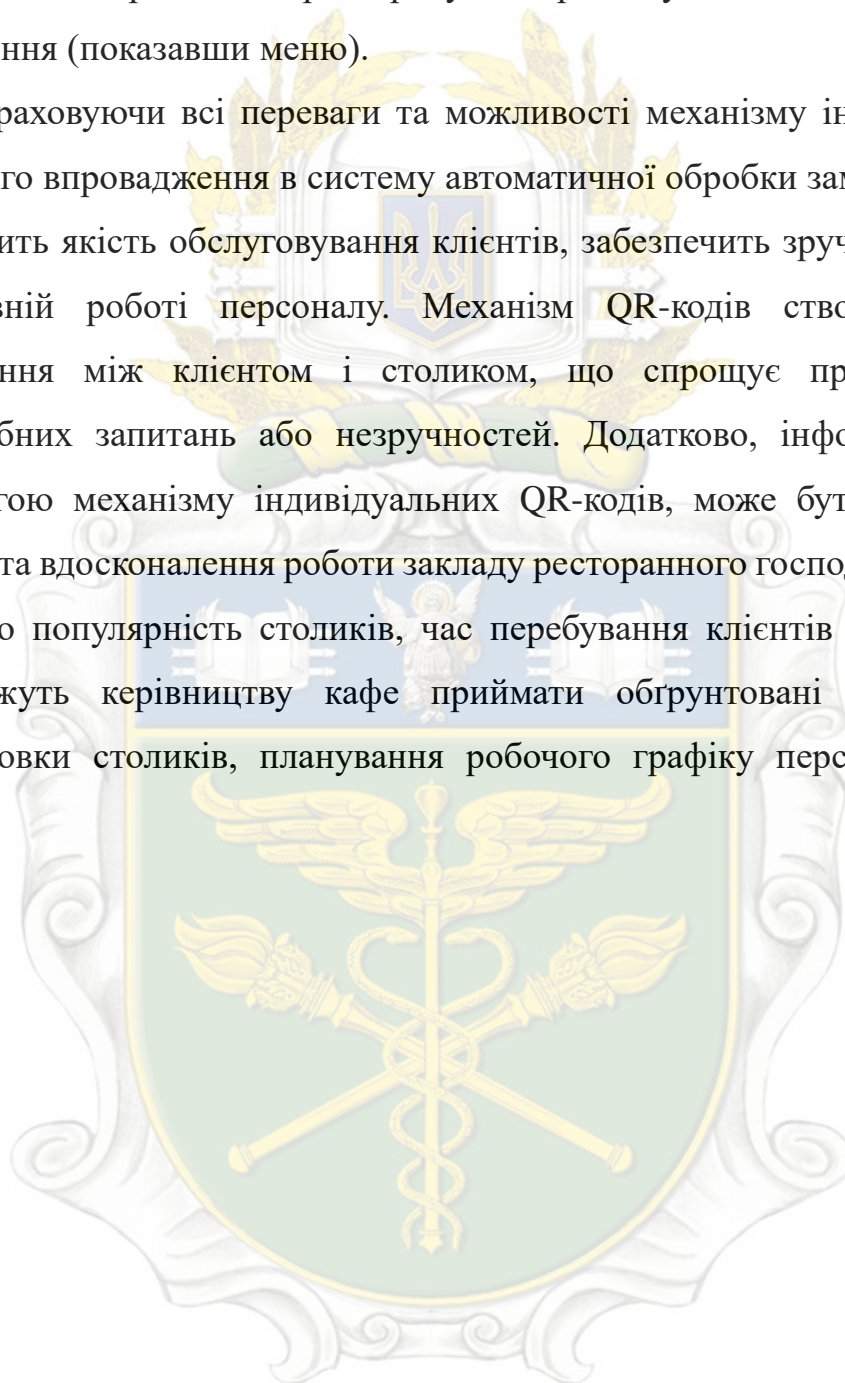 ння (показавши меню).
раховуючи всі переваги та можливості механізму ін
го впровадження в систему автоматичної обробки зам
ить якість обслуговування клієнтів, забезпечить зруч
вній роботі персоналу. Механізм QR-кодів ство
ння між клієнтом і столиком, що спрощує пр
бних запитань або незручностей. Додатково, інфо
гою механізму індивідуальних QR-кодів, може бут
та вдосконалення роботи закладу ресторанного господ
о популярність столиків, час перебування клієнтів
жуть керівництву кафе приймати обґрунтовані
овки столиків, планування робочого графіку перс